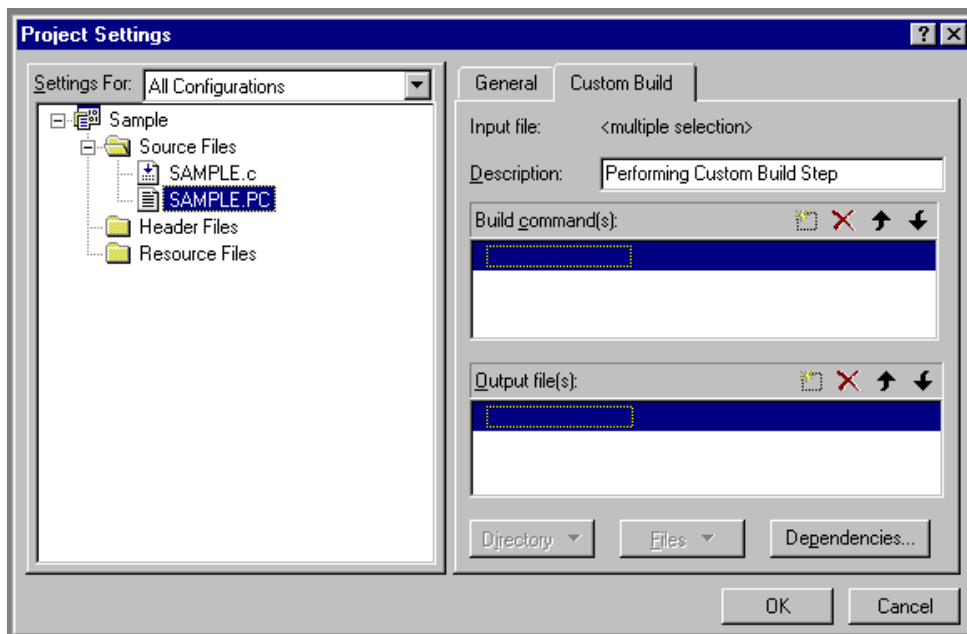 Project Settings
Settings For: All Configurations
Sample
Source Files
SAMPLE.c
SAMPLE.PC
Header Files
Resource Files
General Custom Build
Input file: <multiple selection>
Description: Performing Custom Build Step
Build command(s):
Output file(s):
Directory Files Dependencies...
OK Cancel